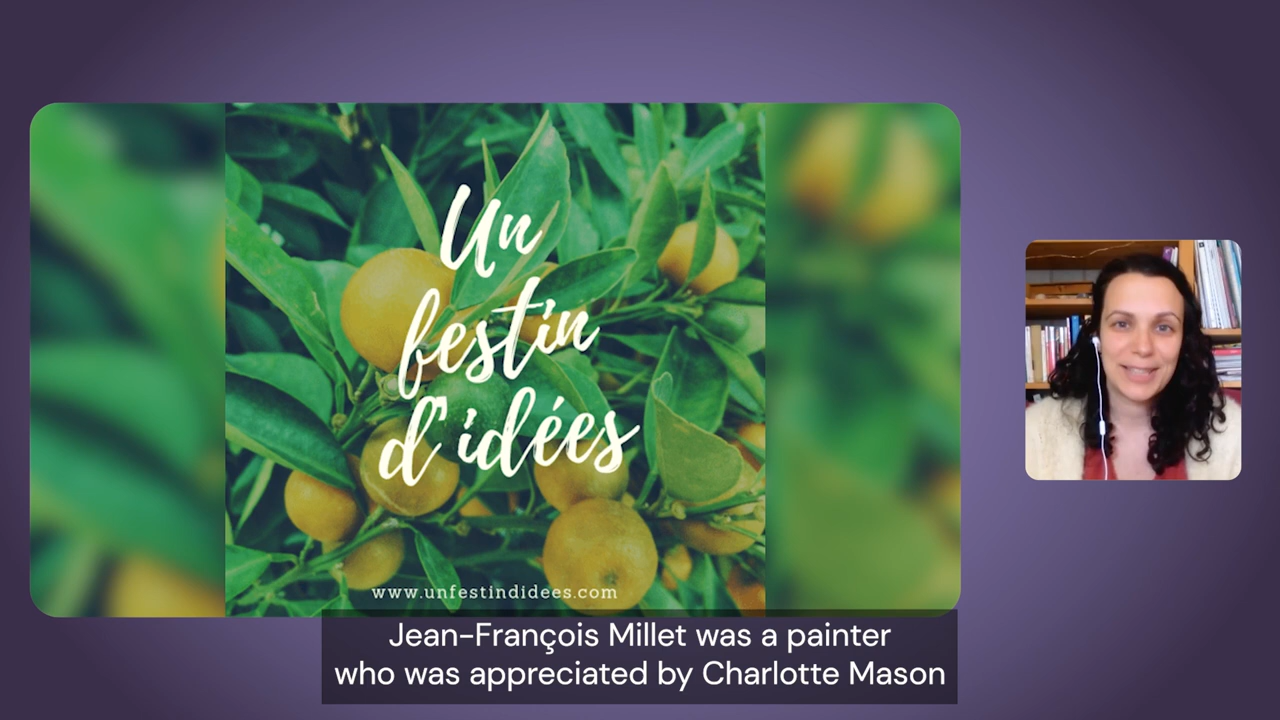 Un
festin
d'idées
www.unfestindidees.com
Jean-François Millet was a painter
who was appreciated by Charlotte Mason